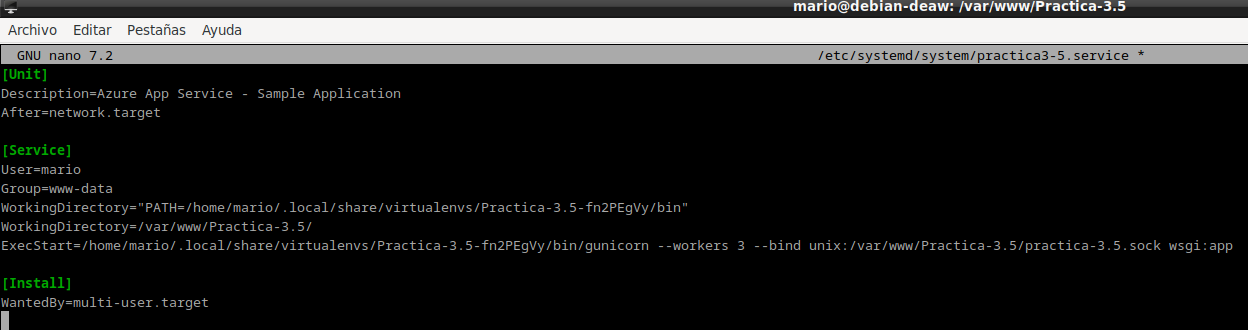 mario@debian-deaw: /var/www/Practica-3.5
Archivo Editar Pestañas Ayuda
GNU nano 7.2 /etc/systemd/system/practica3-5.service *
[Unit]
Description=Azure App Service - Sample Application
After=network.target
[Service]
User=mario
Group=www-data
WorkingDirectory="PATH=/home/mario/.local/share/virtualenvs/Practica-3.5-fn2PEgVy/bin"
WorkingDirectory=/var/www/Practica-3.5/
ExecStart=/home/mario/.local/share/virtualenvs/Practica-3.5-fn2PEgVy/bin/gunicorn --workers 3 --bind unix:/var/www/Practica-3.5/practica-3.5.sock wsgi:app
[Install]
WantedBy=multi-user.target